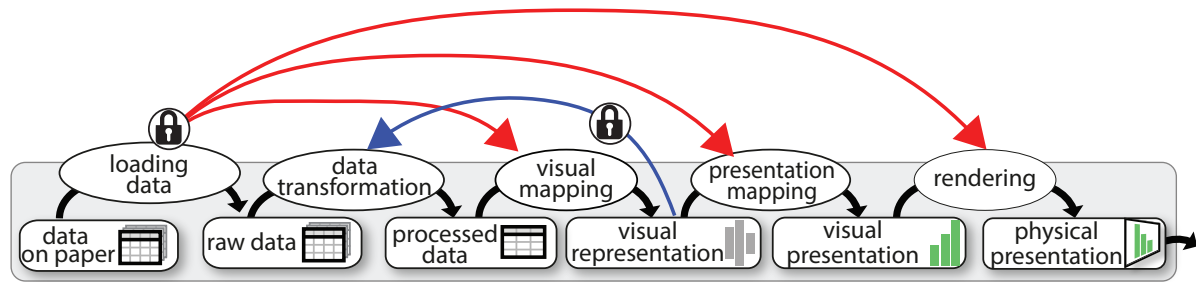 loading
data
data
transformation
visual
mapping
presentation
mapping
rendering
data
on paper
raw data
processed
data
visual
representation
visual
presentation
physical
presentation